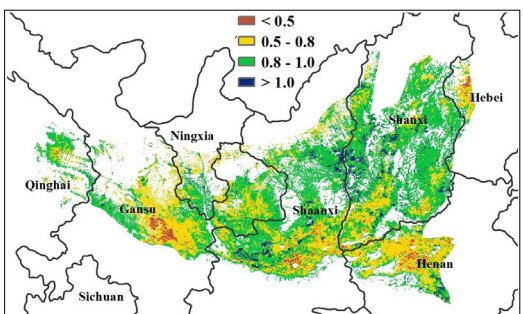 < 0.5
0.5 - 0.8
0.8 - 1.0
> 1.0
Hebei
Shanxi
Ningxia
Qinghai
Gansu
Shaanxi
Henan
Sichuan